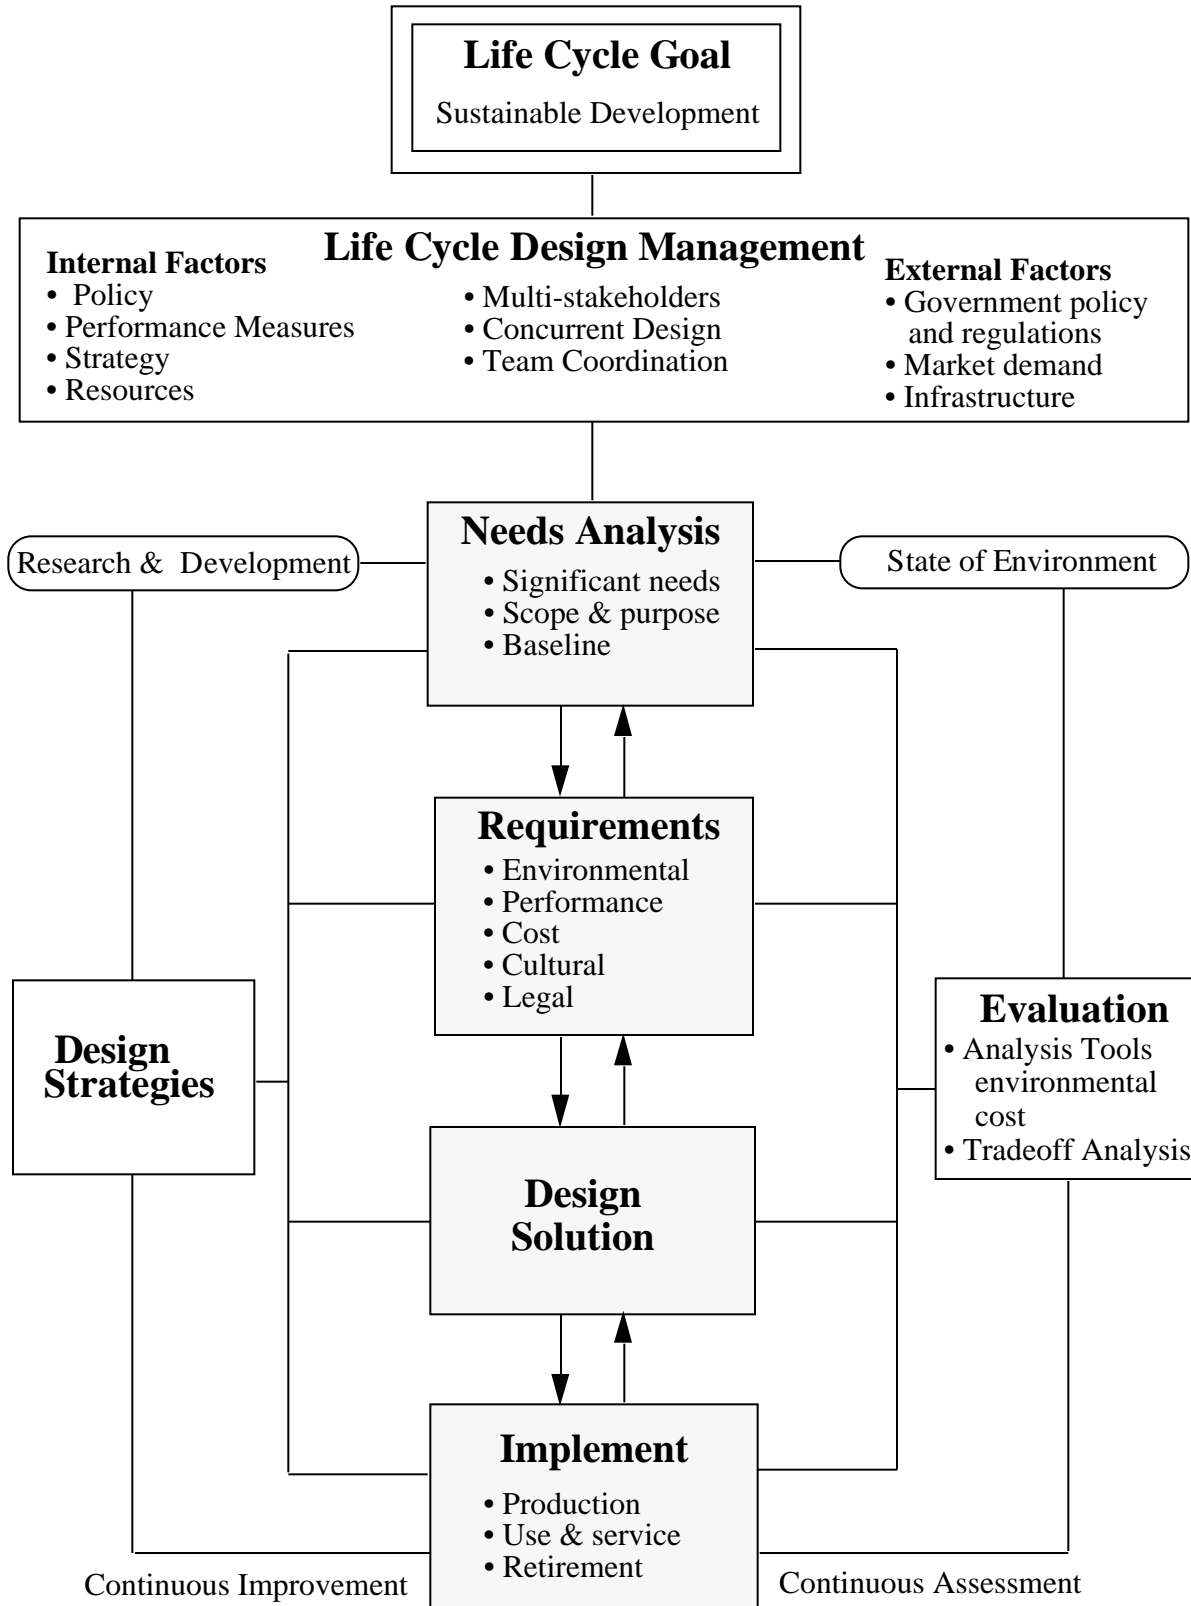 Life Cycle Goal
Sustainable Development
Life Cycle Design Management
Internal Factors
• Policy
• Performance Measures
• Strategy
• Resources
• Multi-stakeholders
• Concurrent Design
• Team Coordination
External Factors
• Government policy
and regulations
• Market demand
• Infrastructure
Needs Analysis
• Significant needs
• Scope & purpose
• Baseline
Research & Development
State of Environment
Requirements
• Environmental
• Performance
• Cost
• Cultural
• Legal
Design
Strategies
Evaluation
• Analysis Tools
environmental
cost
• Tradeoff Analysis
Design
Solution
Implement
• Production
• Use & service
• Retirement
Continuous Improvement
Continuous Assessment